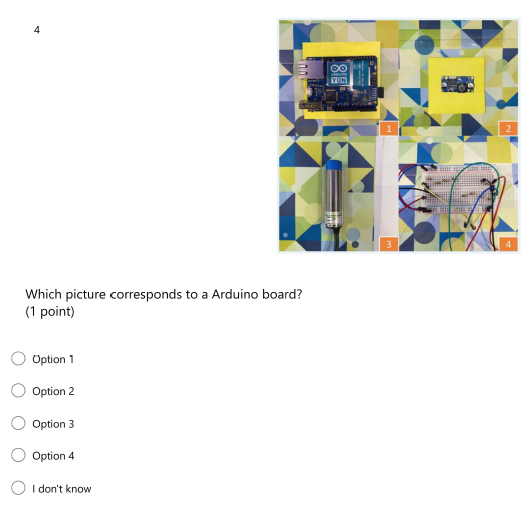 4
YÚN
1
2
3
4
Which picture corresponds to a Arduino board?
(1 point)
Option 1
Option 2
Option 3
Option 4
I don't know